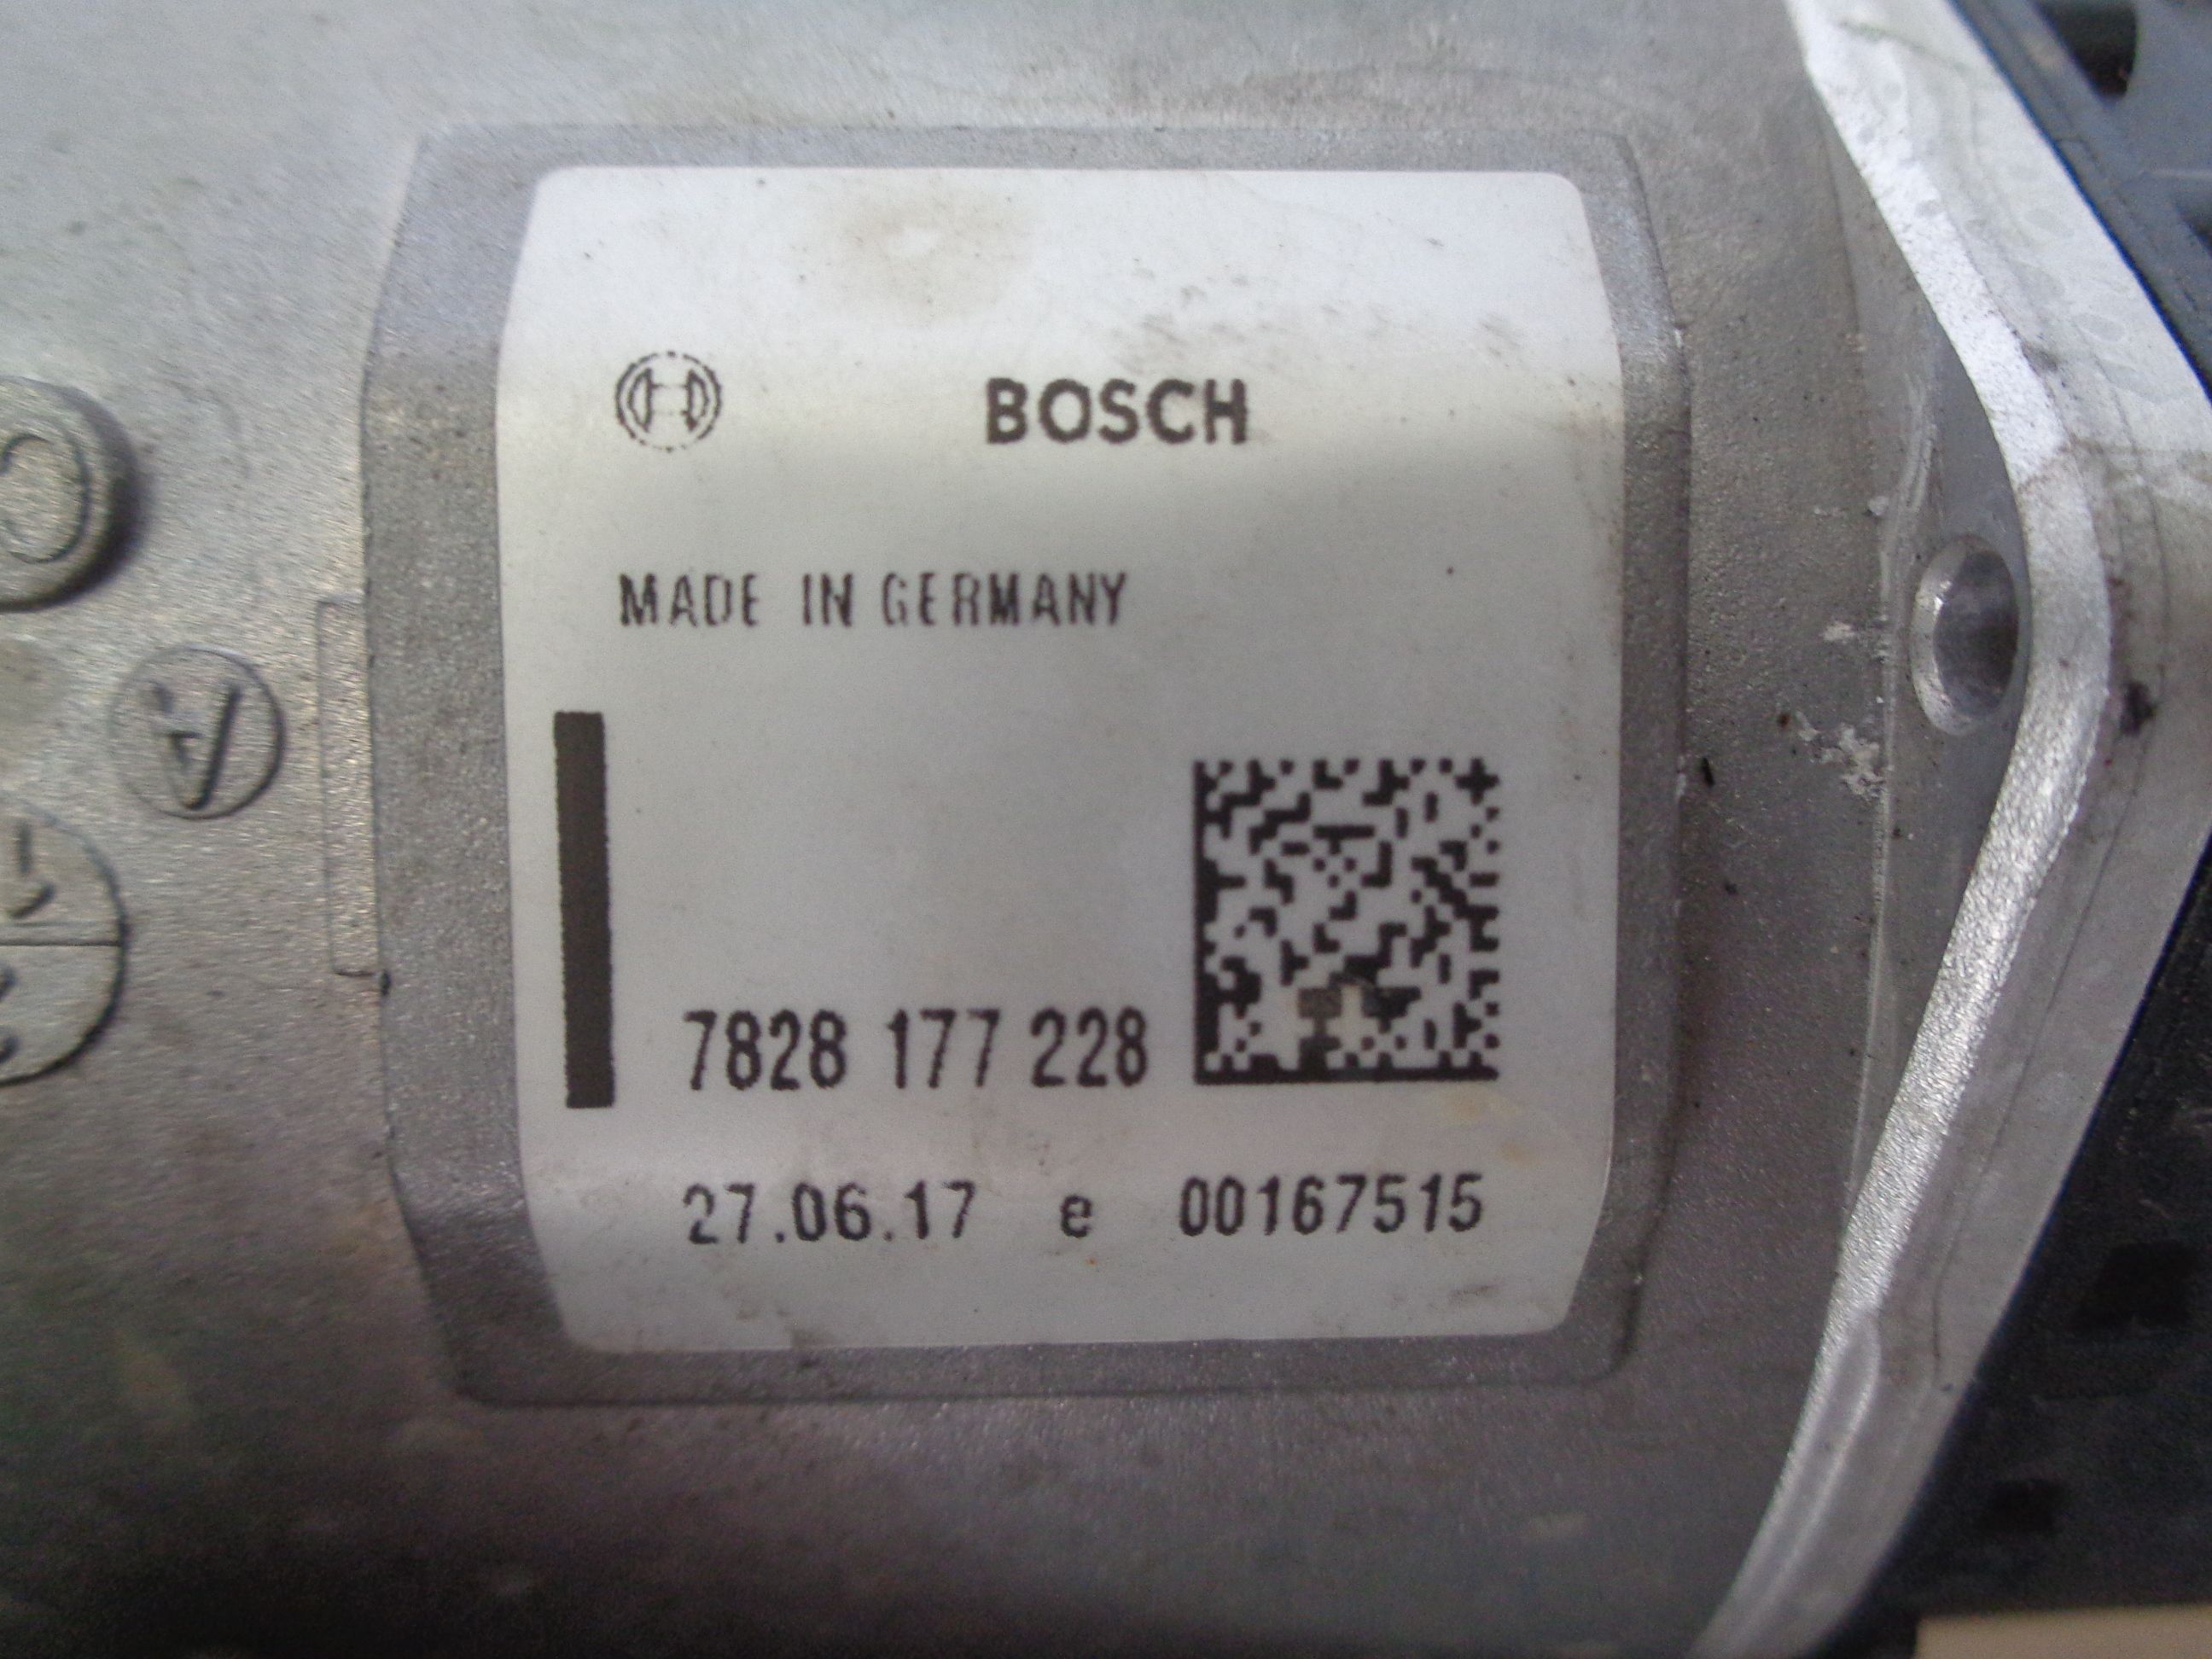 BOSCH
MADE IN GERMANY
7828 177 228
27.06.17 e 00167515
A